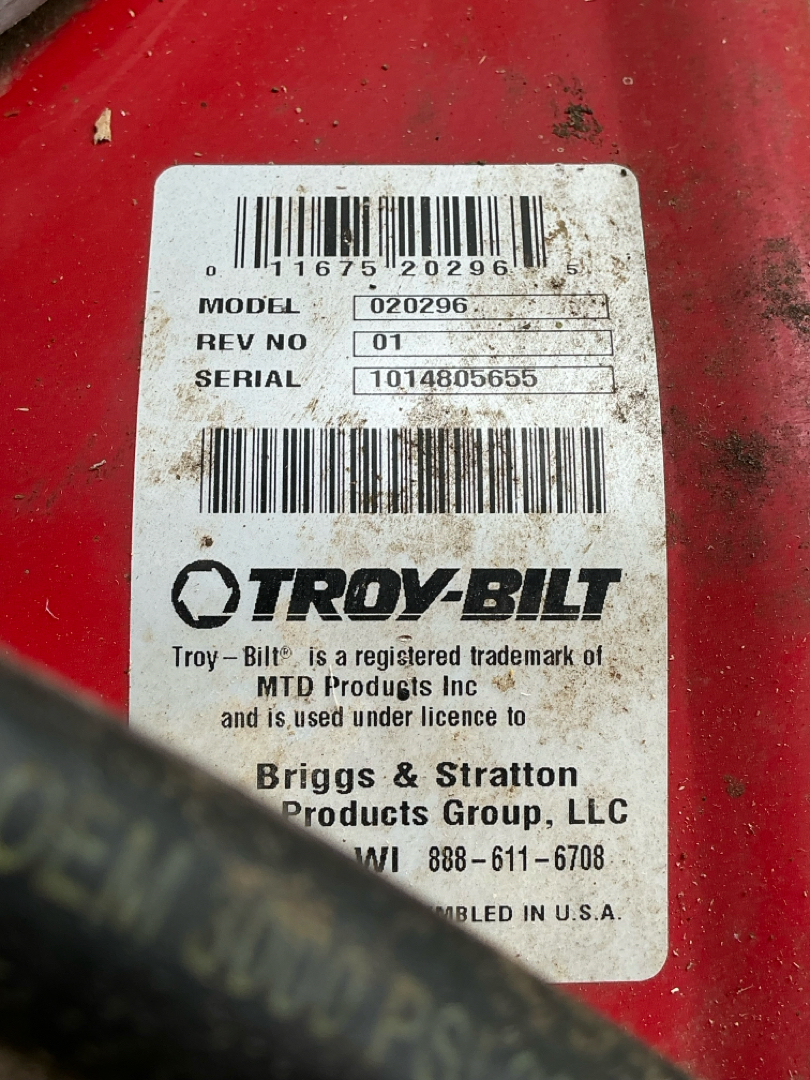 0 11675 20296 5
MODEL 020296
REV NO 01
SERIAL 1014805655
TROY-BILT
Troy-Bilt® is a registered trademark of
MTD Products Inc
and is used under licence to
Briggs & Stratton
Products Group, LLC
WI 888-611-6708
MBLED IN U.S.A.
OEM 3000 PSI